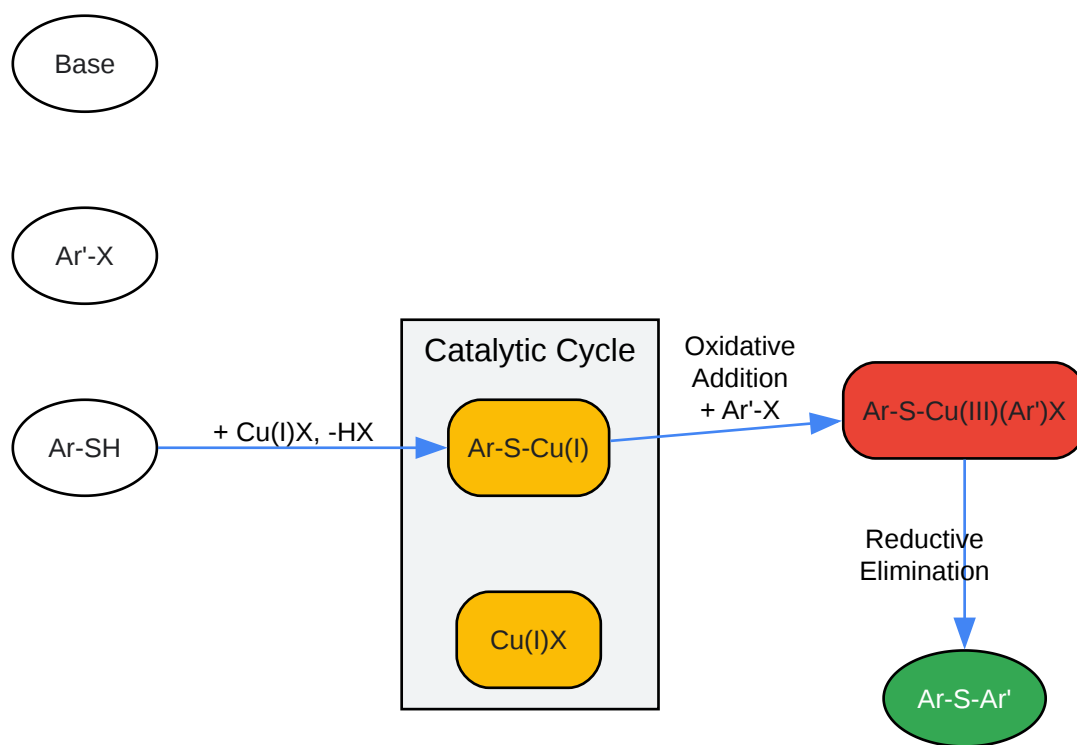 Base
Ar'-X
Catalytic Cycle
Oxidative
Addition
+ Ar'-X
Ar-S-Cu(III)(Ar')X
Ar-SH
+ Cu(I)X, -HX
Ar-S-Cu(I)
Reductive
Elimination
Cu(I)X
Ar-S-Ar'